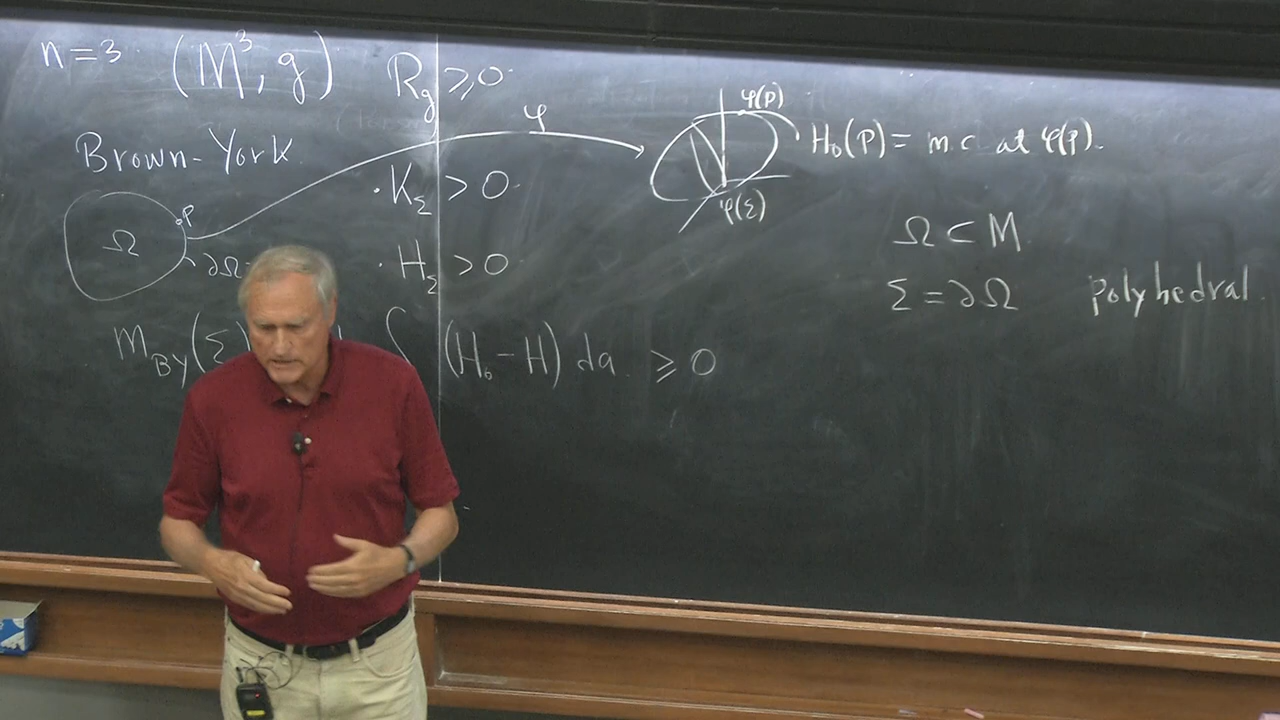 n=3 (M³, g) R_g ≥ 0
φ
φ(p)
H₀(p) = m.c. at φ(p).
Brown-York
K_Σ > 0
φ(Σ)
p
Ω
∂Ω
H_Σ > 0
Ω ⊂ M
Σ = ∂Ω polyhedral
m_BY(Σ) ∫ (H₀ - H) da ≥ 0